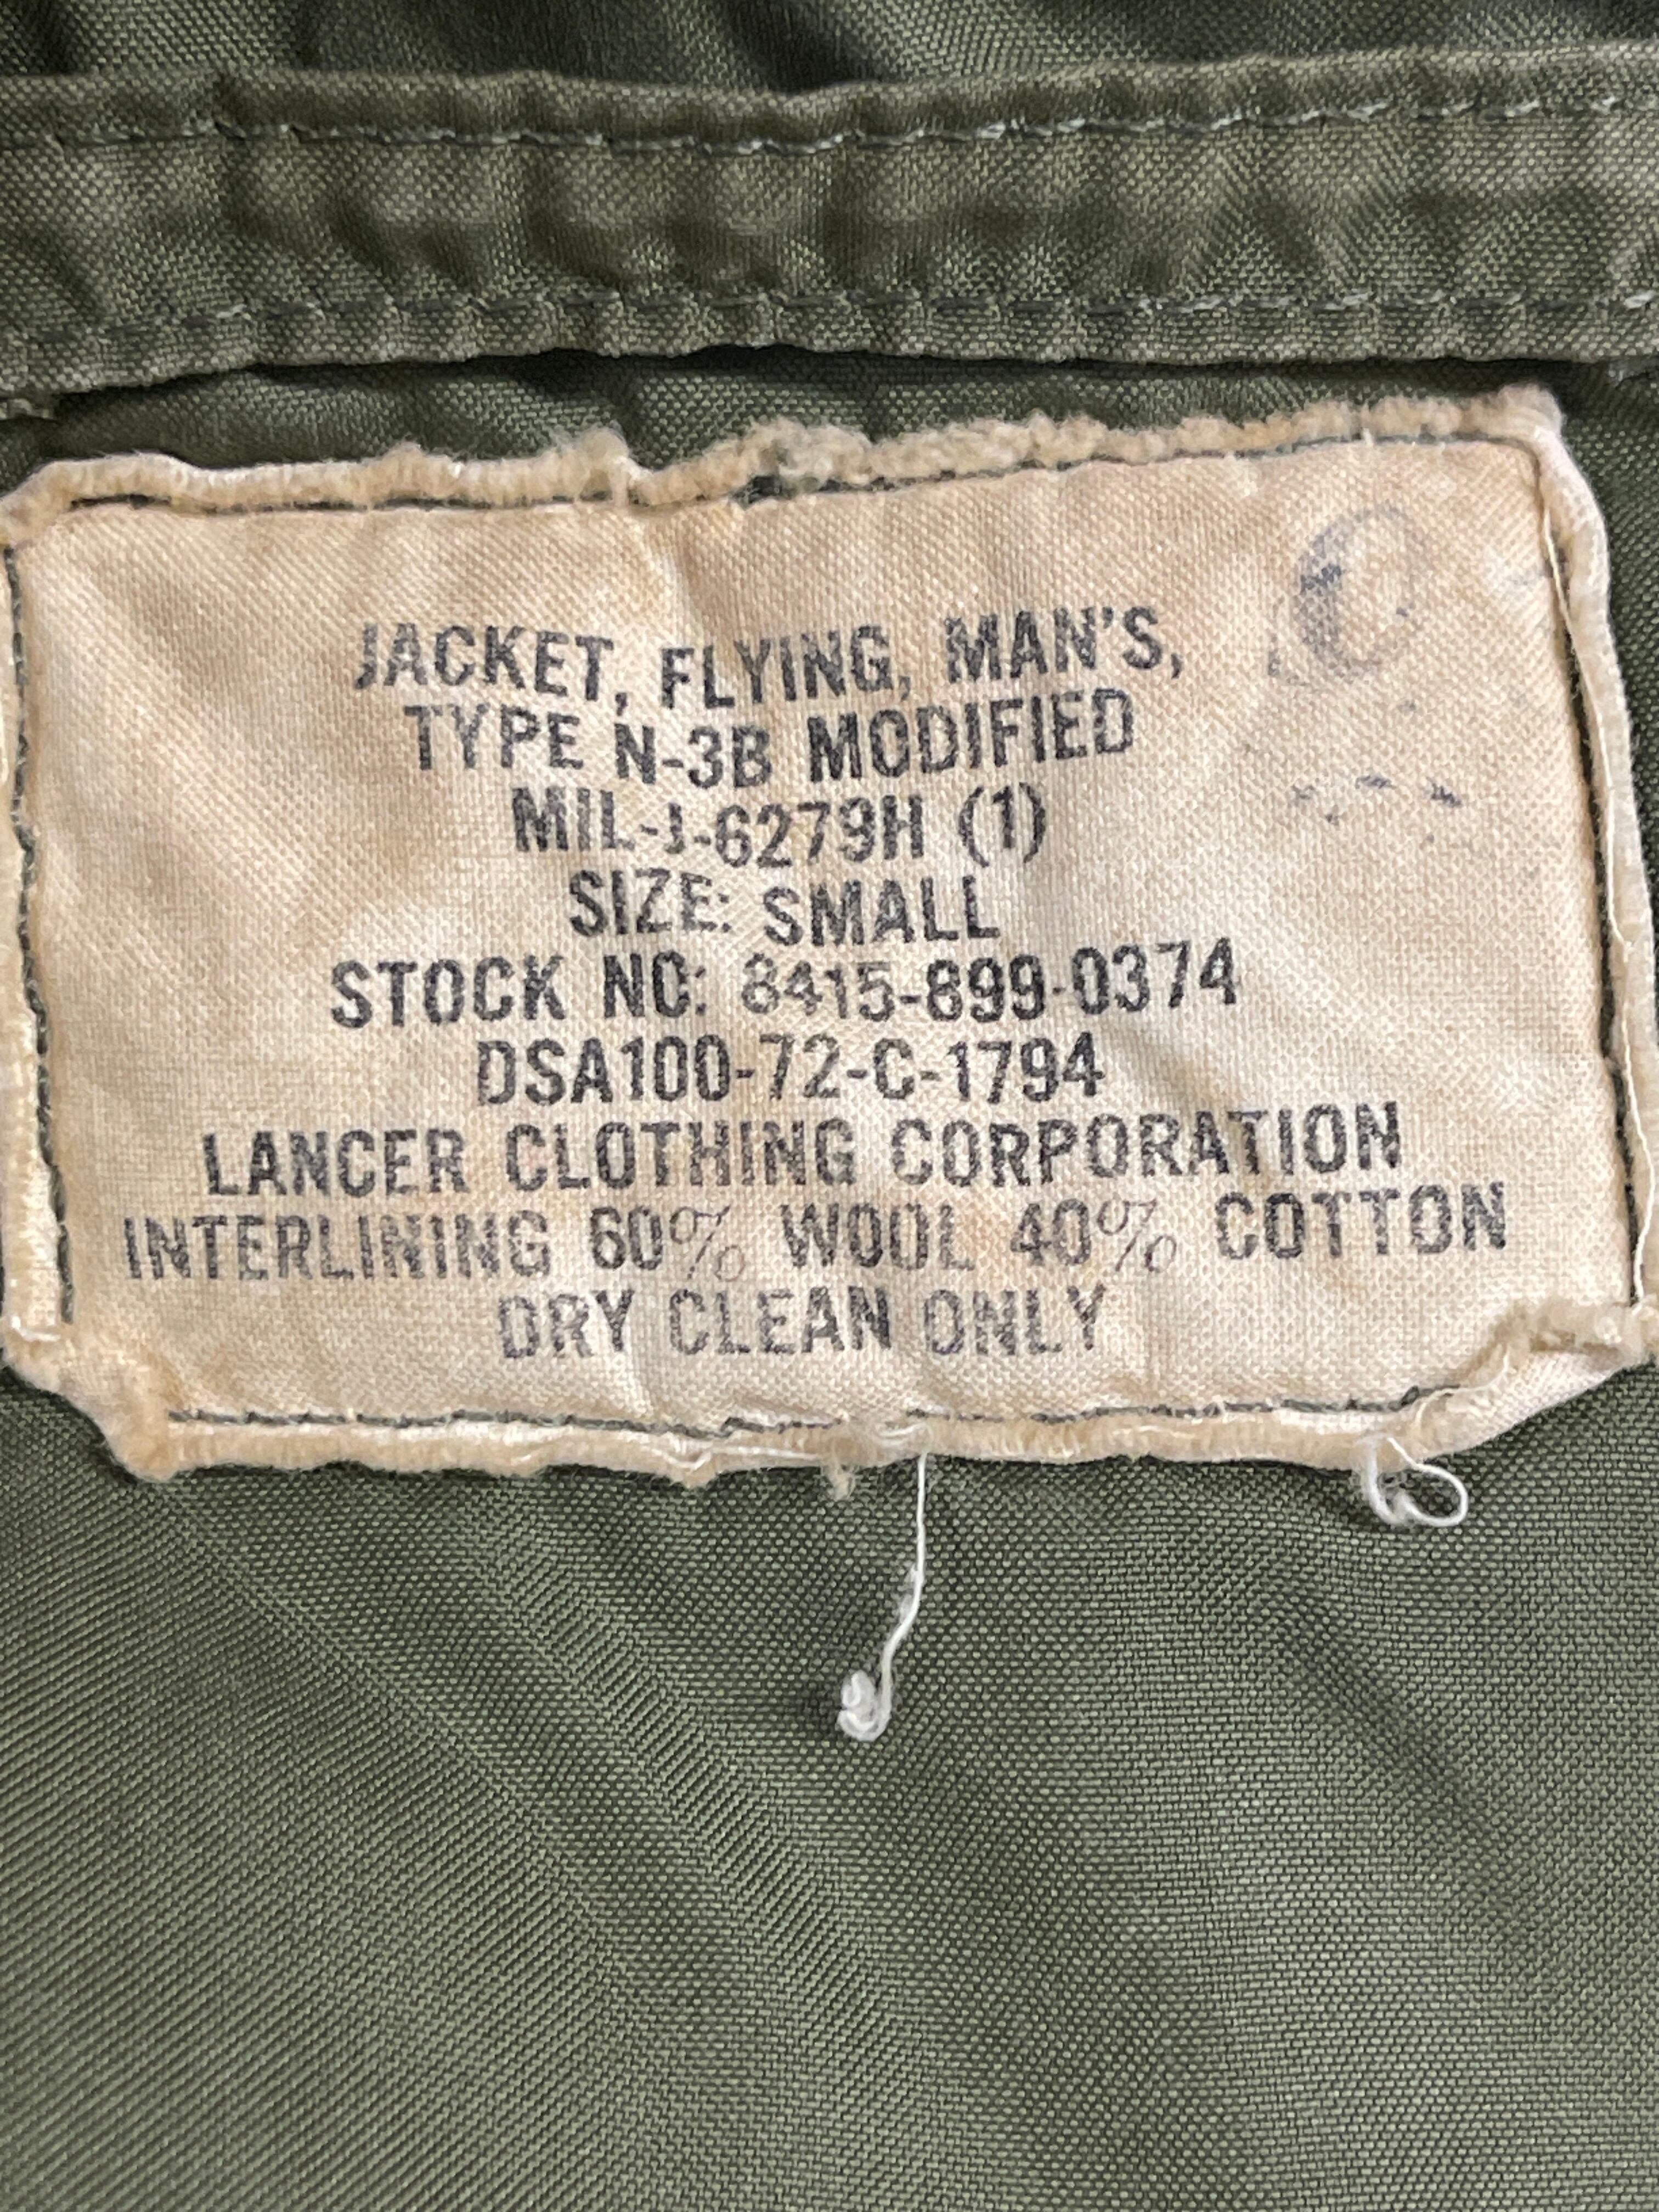 JACKET, FLYING, MAN'S,
TYPE N-3B MODIFIED
MIL-J-6279H (1)
SIZE: SMALL
STOCK NO: 8415-899-0374
DSA100-72-C-1794
LANCER CLOTHING CORPORATION
INTERLINING 60% WOOL 40% COTTON
DRY CLEAN ONLY